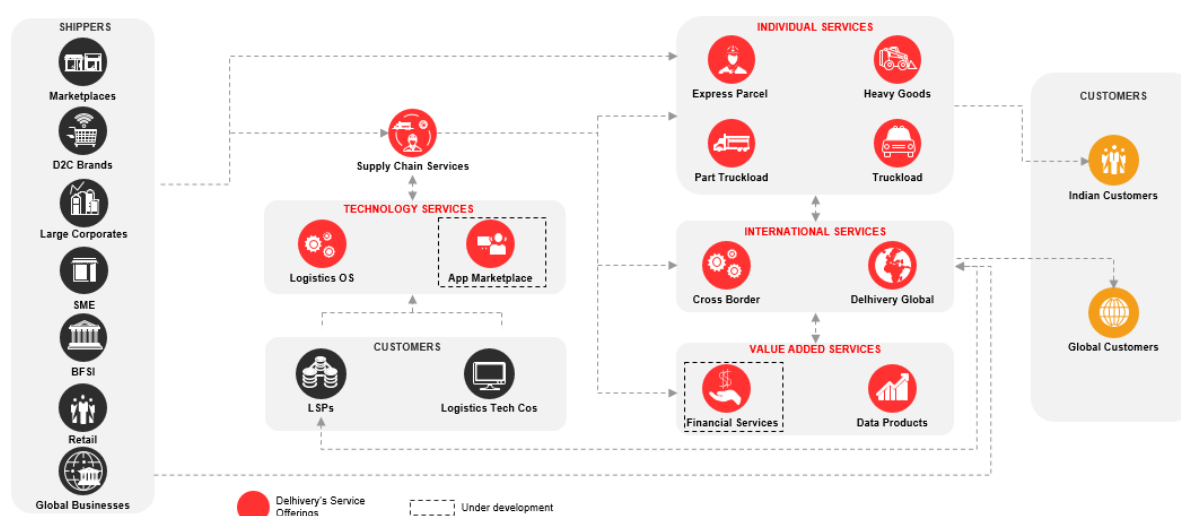 SHIPPERS
Marketplaces
D2C Brands
Large Corporates
SME
BFSI
Retail
Global Businesses
Supply Chain Services
TECHNOLOGY SERVICES
Logistics OS
App Marketplace
CUSTOMERS
LSPs
Logistics Tech Cos
INDIVIDUAL SERVICES
Express Parcel
Heavy Goods
Part Truckload
Truckload
INTERNATIONAL SERVICES
Cross Border
Delhivery Global
VALUE ADDED SERVICES
Financial Services
Data Products
CUSTOMERS
Indian Customers
Global Customers
Delhivery's Service
Offerings
Under development